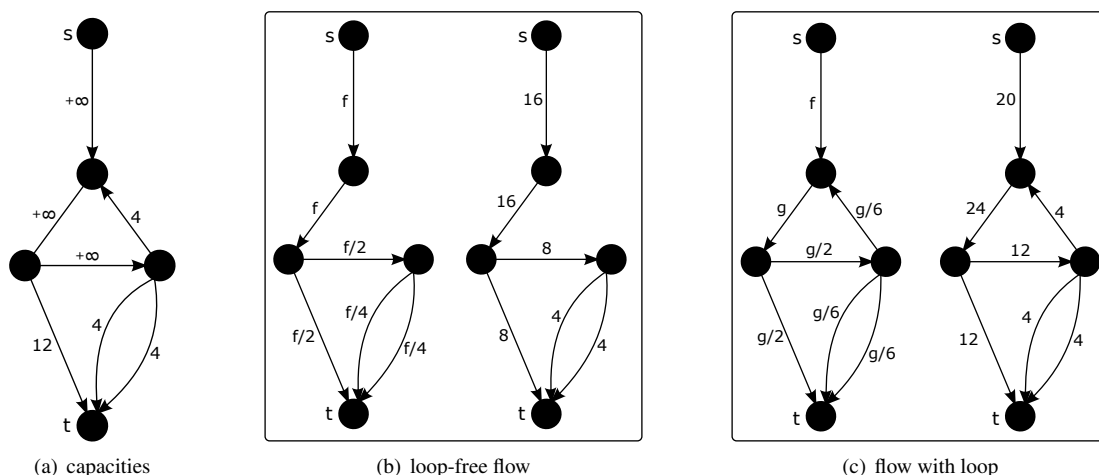 s
+∞
+∞
4
+∞
12
4
4
t
(a) capacities
s
f
f
f/2
f/2
f/4
f/4
t
s
16
16
8
8
4
4
t
(b) loop-free flow
s
f
g
g/6
g/2
g/2
g/6
g/6
t
s
20
24
4
12
12
4
4
t
(c) flow with loop